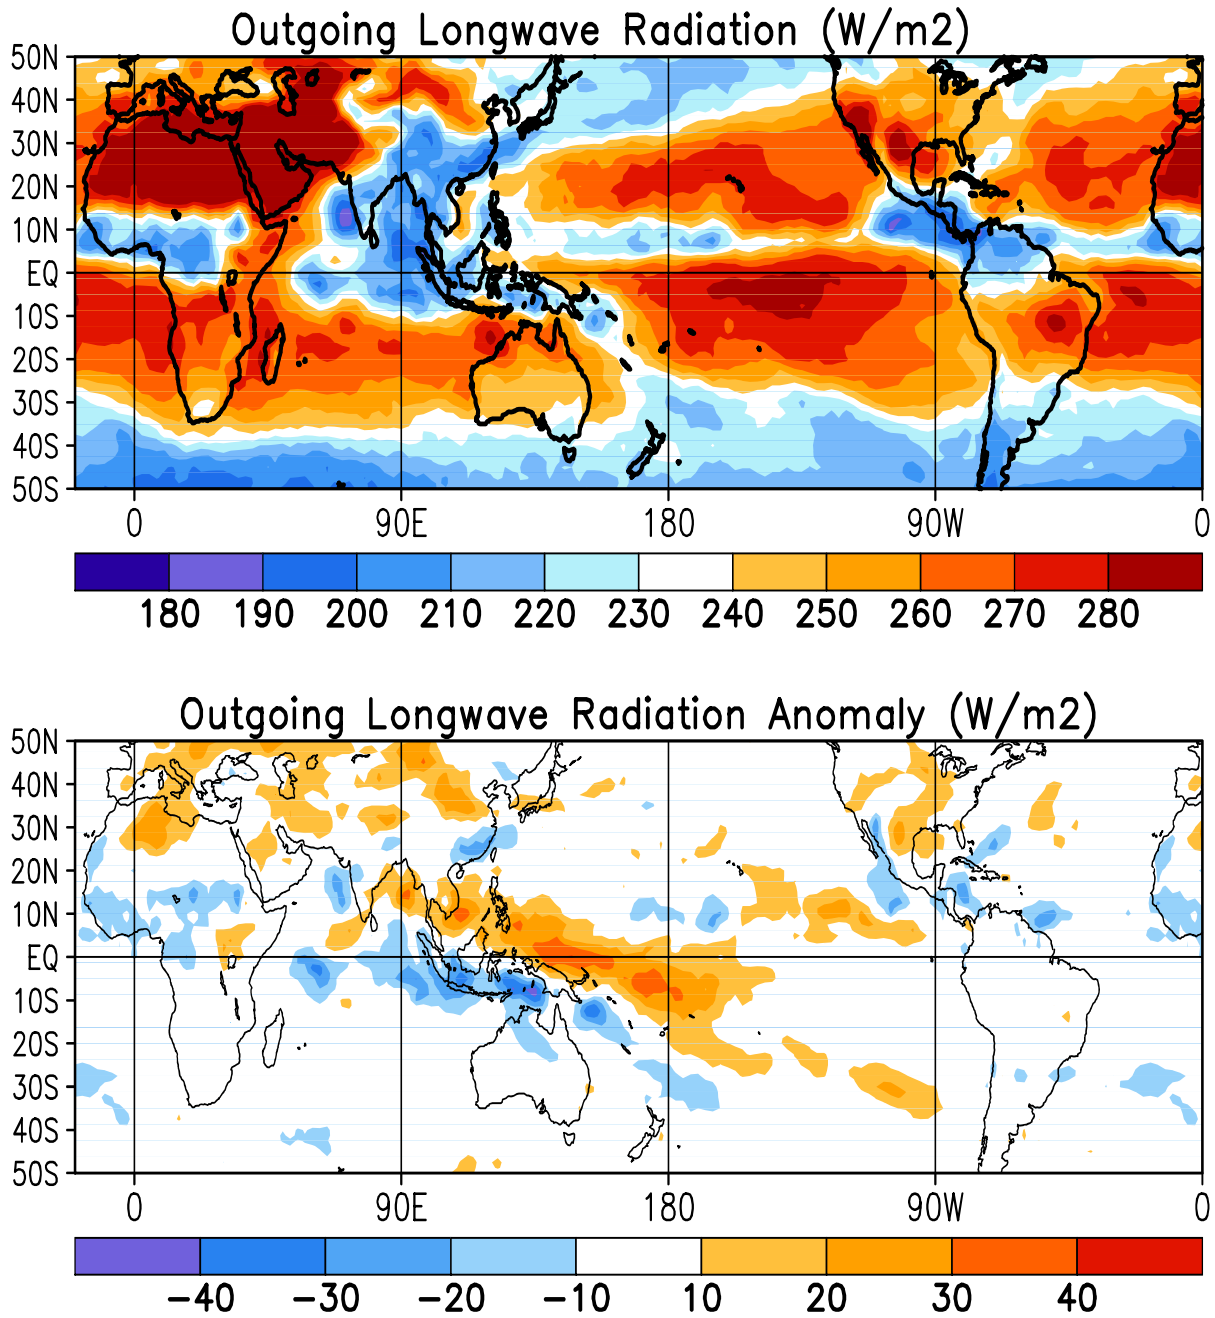 Outgoing Longwave Radiation (W/m2)
50N
40N
30N
20N
10N
EQ
10S
20S
30S
40S
50S
0 90E 180 90W 0
180 190 200 210 220 230 240 250 260 270 280
Outgoing Longwave Radiation Anomaly (W/m2)
50N
40N
30N
20N
10N
EQ
10S
20S
30S
40S
50S
0 90E 180 90W 0
-40 -30 -20 -10 10 20 30 40